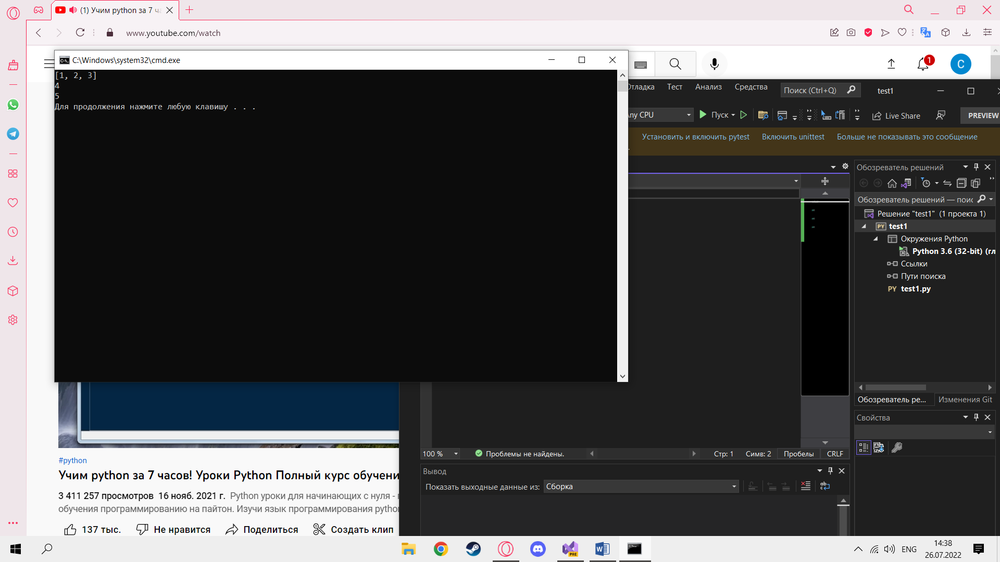 (1) Учим python за 7 ча
www.youtube.com/watch
C:\Windows\system32\cmd.exe
[1, 2, 3]
4
5
Для продолжения нажмите любую клавишу . . .
1
C
Отладка Тест Анализ Средства Поиск (Ctrl+Q) test1
Any CPU Пуск Live Share PREVIEW
Установить и включить pytest Включить unittest Больше не показывать это сообщение
Обозреватель решений
Обозреватель решений — поис
Решение "test1" (1 проекта 1)
PY test1
Окружения Python
Python 3.6 (32-bit) (гл
Ссылки
Пути поиска
PY test1.py
Обозреватель ре... Изменения Git
Свойства
100 % Проблемы не найдены. Стр: 1 Симв: 2 Пробелы CRLF
Вывод
Показать выходные данные из: Сборка
#python
Учим python за 7 часов! Уроки Python Полный курс обучени
3 411 257 просмотров 16 нояб. 2021 г. Python уроки для начинающих с нуля -
обучения программированию на пайтон. Изучи язык программирования pytho
137 тыс. Не нравится Поделиться Создать клип
PRE
ENG
14:38
26.07.2022